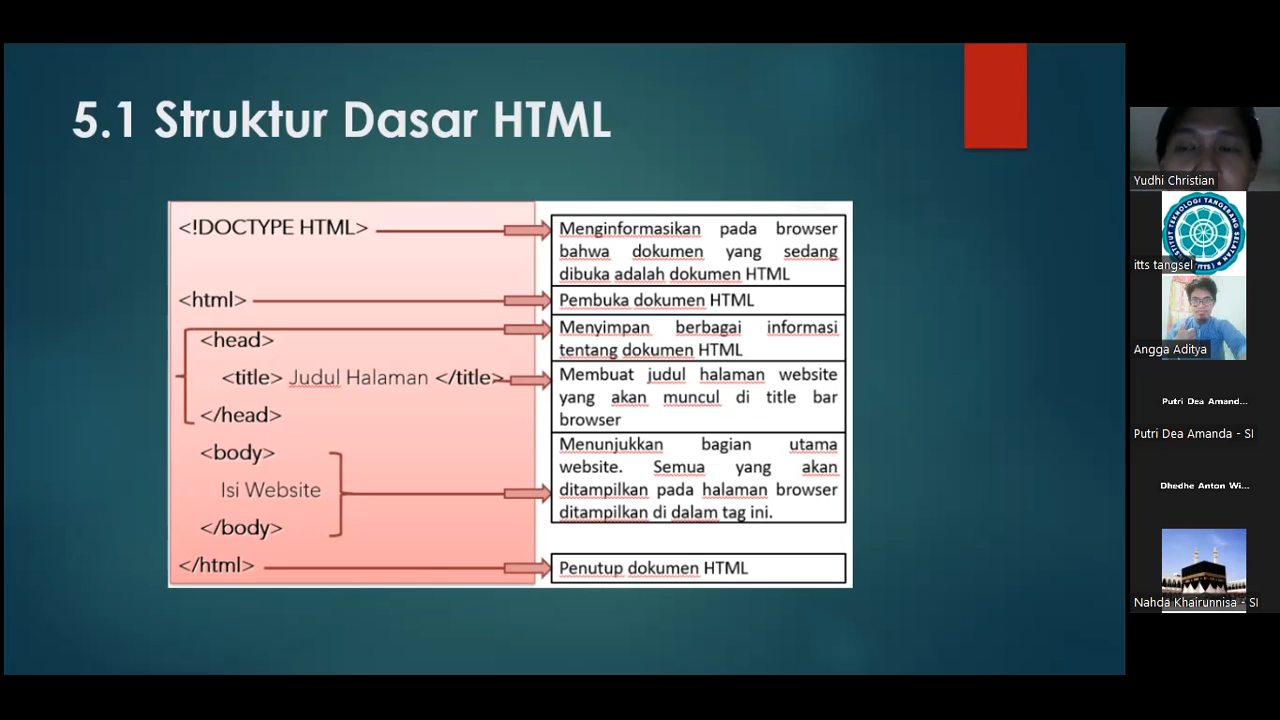 5.1 Struktur Dasar HTML
<!DOCTYPE HTML>
Menginformasikan pada browser
bahwa dokumen yang sedang
dibuka adalah dokumen HTML
<html>
Pembuka dokumen HTML
<head>
Menyimpan berbagai informasi
tentang dokumen HTML
<title> Judul Halaman </title>
Membuat judul halaman website
yang akan muncul di title bar
browser
</head>
<body>
Isi Website
</body>
Menunjukkan bagian utama
website. Semua yang akan
ditampilkan pada halaman browser
ditampilkan di dalam tag ini.
</html>
Penutup dokumen HTML
Yudhi Christian
INSTITUT TEKNOLOGI TANGERANG SELATAN
itts tangsel
Angga Aditya
Putri Dea Amand...
Putri Dea Amanda - SI
Dhedhe Anton Wi...
Nahda Khairunnisa - SI